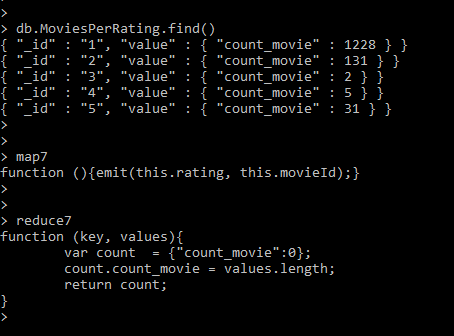 >
> db.MoviesPerRating.find()
{ "_id" : "1", "value" : { "count_movie" : 1228 } }
{ "_id" : "2", "value" : { "count_movie" : 131 } }
{ "_id" : "3", "value" : { "count_movie" : 2 } }
{ "_id" : "4", "value" : { "count_movie" : 5 } }
{ "_id" : "5", "value" : { "count_movie" : 31 } }
>
>
> map7
function (){emit(this.rating, this.movieId);}
>
>
> reduce7
function (key, values){
        var count  = {"count_movie":0};
        count.count_movie = values.length;
        return count;
}
>